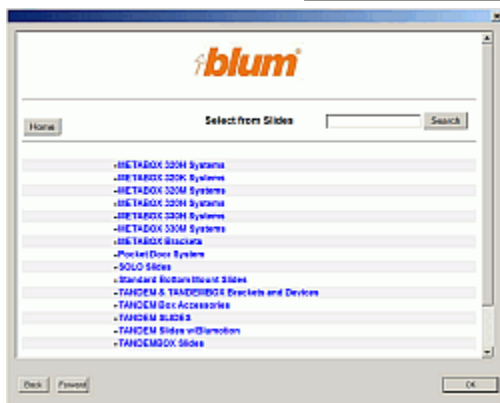 blum
Home
Select from Slides
Search
-METABOX 320H Systems
-METABOX 320K Systems
-METABOX 320M Systems
-METABOX 320N Systems
-METABOX 330H Systems
-METABOX 330M Systems
-METABOX Brackets
-Pocket Door System
-SOLO Slides
-Standard Bottom Mount Slides
-TANDEM & TANDEMBOX Brackets and Devices
-TANDEM Box Accessories
-TANDEM SLIDES
-TANDEM Slides w/Blumotion
-TANDEMBOX Slides
Back
Forward
OK